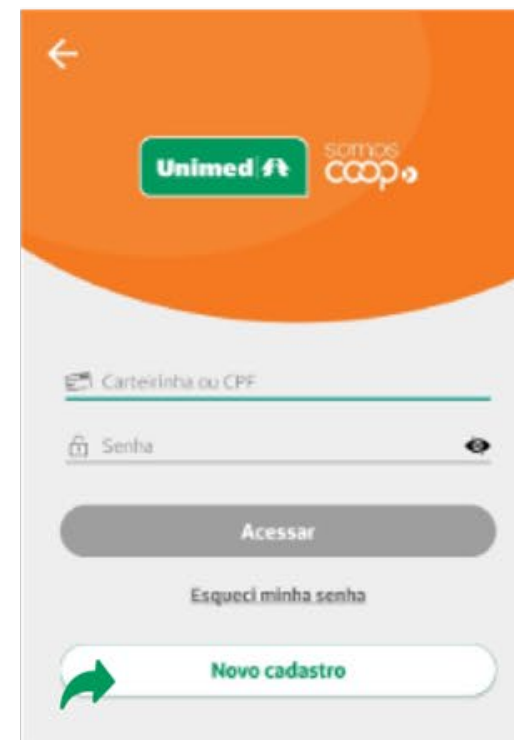 Unimed
somos
coop
Carteirinha ou CPF
Senha
Acessar
Esqueci minha senha
Novo cadastro